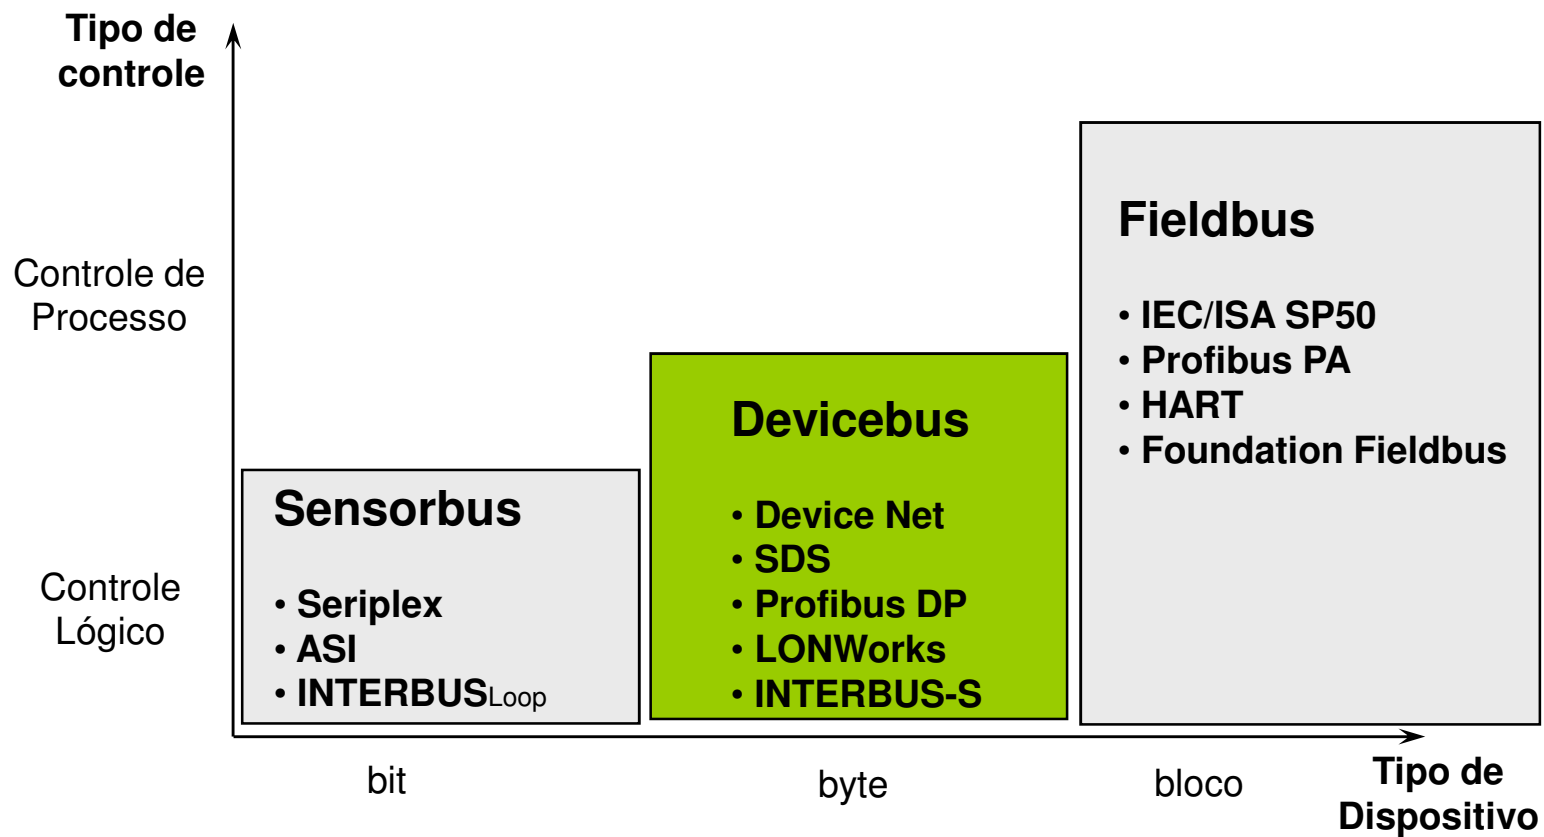 Tipo de
controle
Controle de
Processo
Controle
Lógico
Sensorbus
• Seriplex
• ASI
• INTERBUSLoop
Devicebus
• Device Net
• SDS
• Profibus DP
• LONWorks
• INTERBUS-S
Fieldbus
• IEC/ISA SP50
• Profibus PA
• HART
• Foundation Fieldbus
bit
byte
bloco
Tipo de
Dispositivo